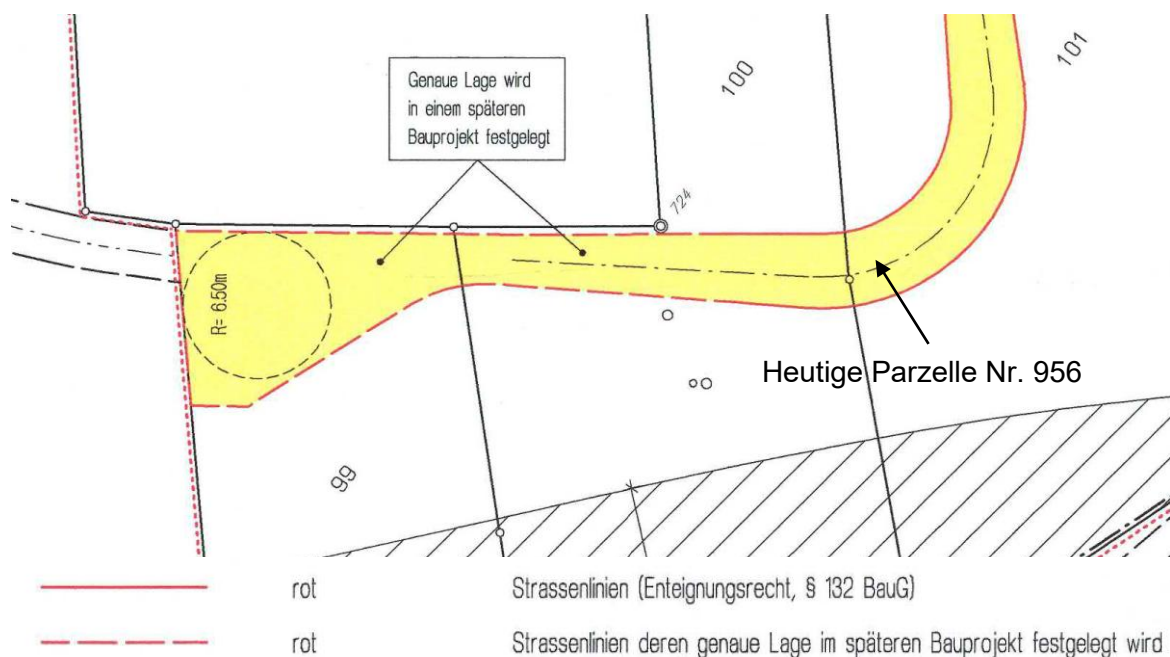 Genaue Lage wird
in einem späteren
Bauprojekt festgelegt
100
101
724
R= 6.50m
Heutige Parzelle Nr. 956
99
rot Strassenlinien (Enteignungsrecht, § 132 BauG)
rot Strassenlinien deren genaue Lage im späteren Bauprojekt festgelegt wird